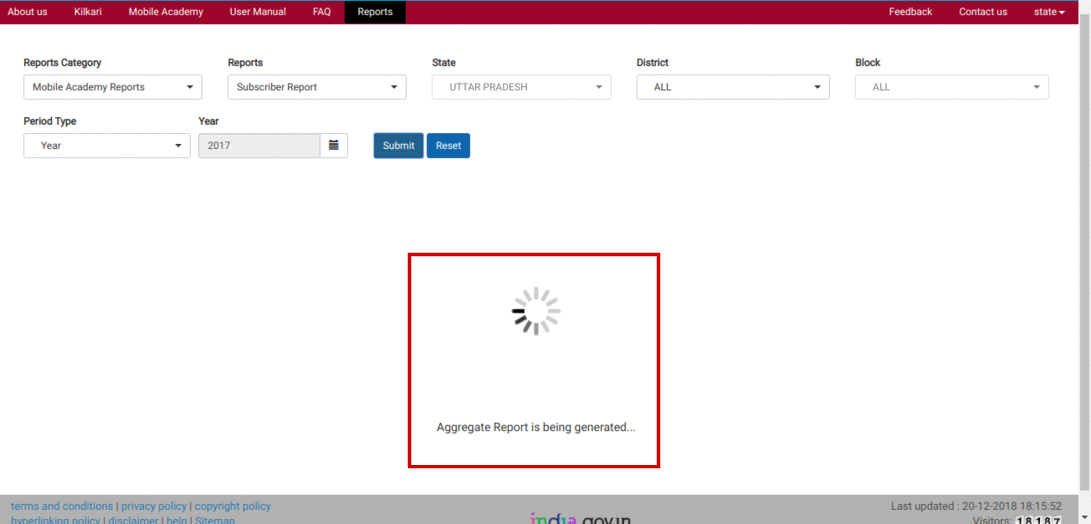 About us Kilkari Mobile Academy User Manual FAQ Reports Feedback Contact us state
Reports Category Reports State District Block
Mobile Academy Reports Subscriber Report UTTAR PRADESH ALL ALL
Period Type Year
Year 2017 Submit Reset
Aggregate Report is being generated...
terms and conditions | privacy policy | copyright policy Last updated : 20-12-2018 18:15:52
hyperlinking policy | disclaimer | help | Sitemap india.gov.in Visitors: 18187